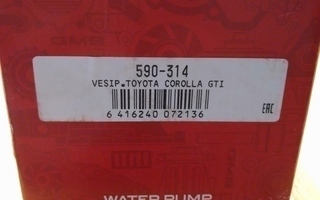 590-314
VESIP.TOYOTA COROLLA GTI
6 416240 072136
EAC
WATER PUMP